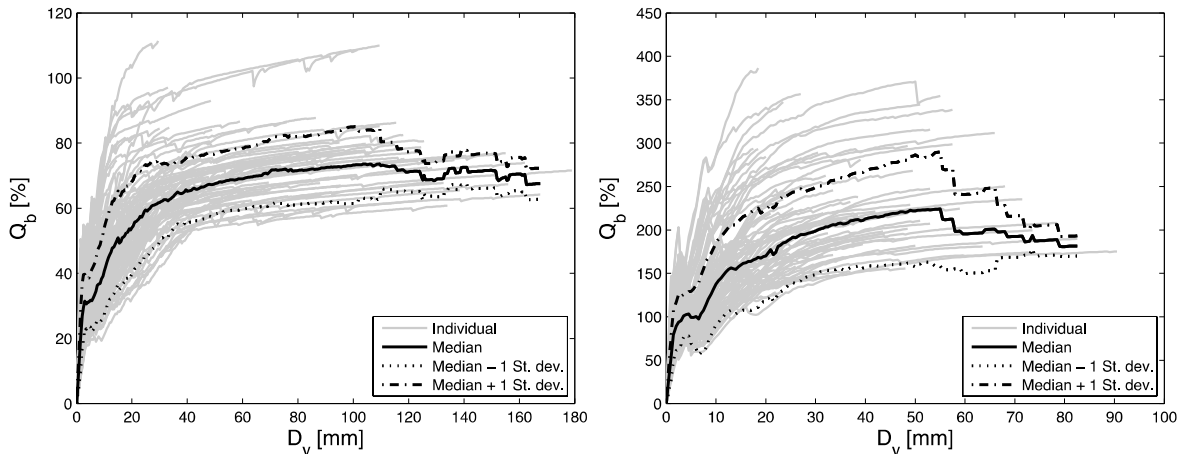 120
100
80
60
40
20
0
Q_b [%]
0 20 40 60 80 100 120 140 160 180
D_v [mm]
Individual
Median
Median − 1 St. dev.
Median + 1 St. dev.
450
400
350
300
250
200
150
100
50
0
Q_b [%]
0 10 20 30 40 50 60 70 80 90 100
D_v [mm]
Individual
Median
Median − 1 St. dev.
Median + 1 St. dev.